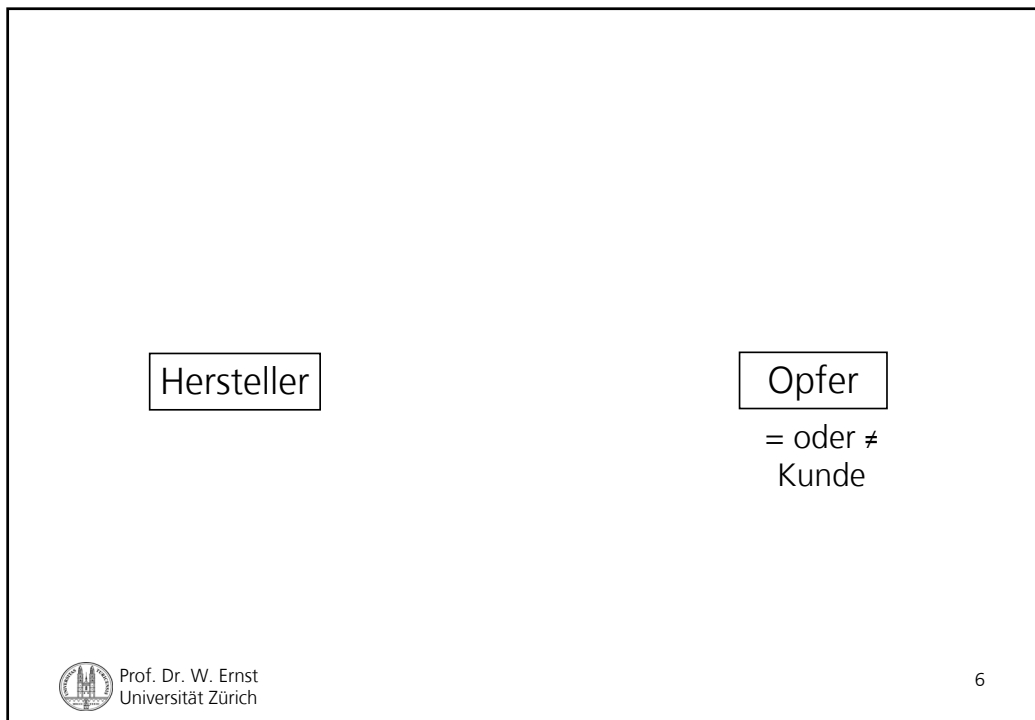 Hersteller
Opfer
= oder ≠
Kunde
Prof. Dr. W. Ernst
Universität Zürich
6